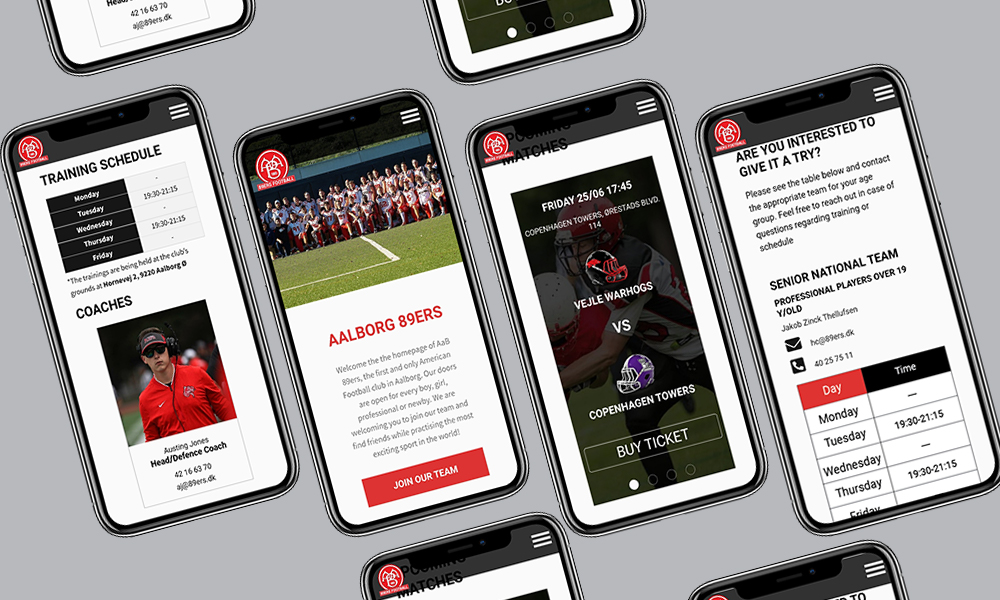 Head/
42 16 63 70
aj@89ers.dk
89ERS FOOTBALL
TRAINING SCHEDULE
Monday -
Tuesday 19:30-21:15
Wednesday -
Thursday 19:30-21:15
Friday -
*The trainings are being held at the club's
grounds at Hornevej 2, 9220 Aalborg Ø
COACHES
Austing Jones
Head/Defence Coach
42 16 63 70
aj@89ers.dk
89ERS FOOTBALL
AALBORG 89ERS
Welcome the the homepage of AaB
89ers, the first and only American
Football club in Aalborg. Our doors
are open for every boy, girl,
professional or newby. We are
welcoming you to join our team and
find friends while practising the most
exciting sport in the world!
JOIN OUR TEAM
89ERS FOOTBALL
UPCOMING
MATCHES
FRIDAY 25/06 17:45
COPENHAGEN TOWERS, ØRESTADS BLVD.
114
VEJLE WARHOGS
VS
COPENHAGEN TOWERS
BUY TICKET
89ERS FOOTBALL
ARE YOU INTERESTED TO
GIVE IT A TRY?
Please see the table below and contact
the appropriate team for your age
group. Feel free to reach out in case of
questions regarding training or
schedule
SENIOR NATIONAL TEAM
PROFESSIONAL PLAYERS OVER 19
Y/OLD
Jakob Zinck Thellufsen
hc@89ers.dk
40 25 75 11
Day Time
Monday —
Tuesday 19:30-21:15
Wednesday —
Thursday 19:30-21:15
Friday
89ERS FOOTBALL
UPCOMING
MATCHES
89ERS FOOTBALL